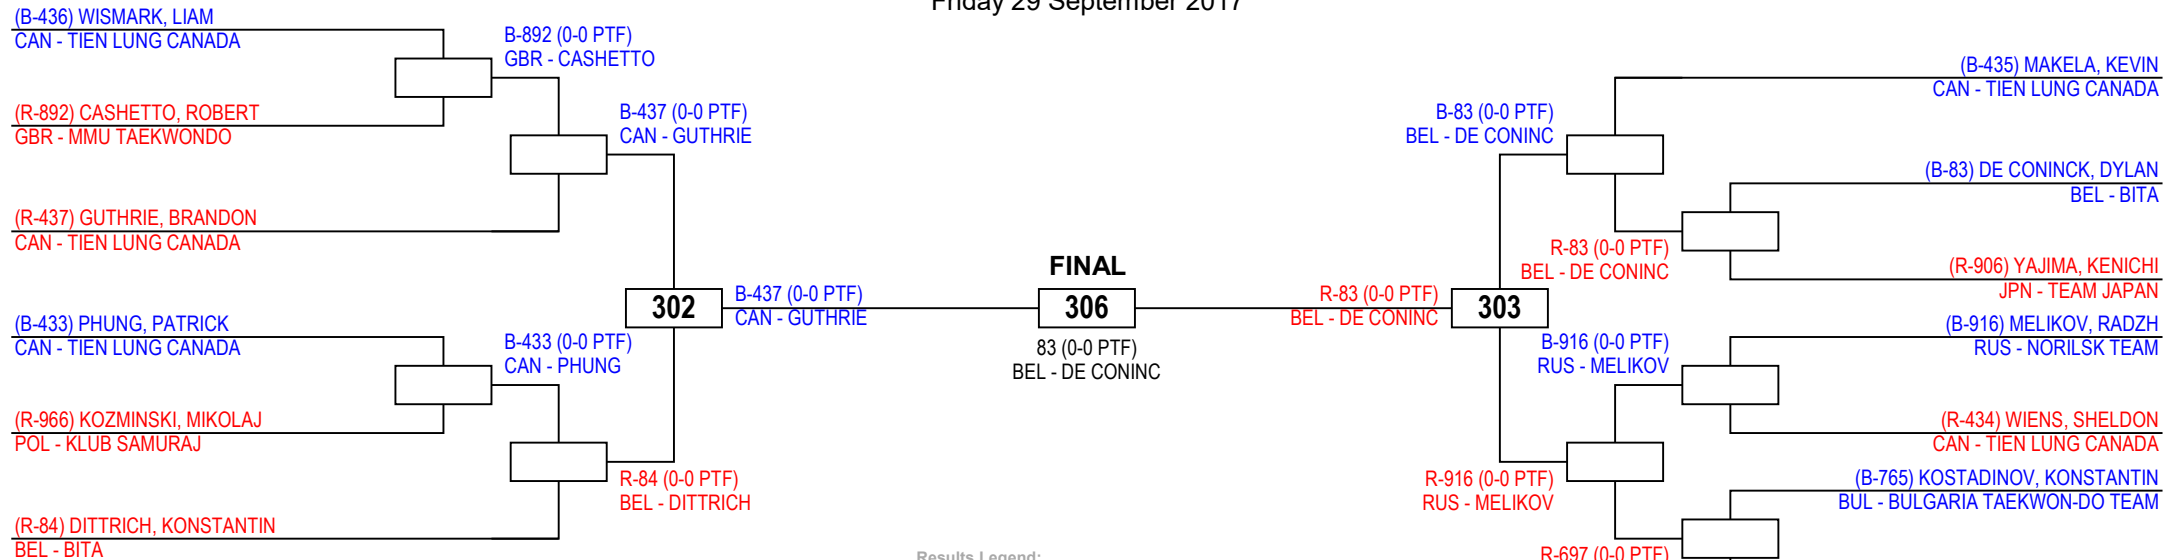 Friday 29 September 2017
(B-436) WISMARK, LIAM
CAN - TIEN LUNG CANADA
(R-892) CASHETTO, ROBERT
GBR - MMU TAEKWONDO
(R-437) GUTHRIE, BRANDON
CAN - TIEN LUNG CANADA
(B-433) PHUNG, PATRICK
CAN - TIEN LUNG CANADA
(R-966) KOZMINSKI, MIKOLAJ
POL - KLUB SAMURAJ
(R-84) DITTRICH, KONSTANTIN
BEL - BITA
B-892 (0-0 PTF)
GBR - CASHETTO
B-433 (0-0 PTF)
CAN - PHUNG
B-437 (0-0 PTF)
CAN - GUTHRIE
R-84 (0-0 PTF)
BEL - DITTRICH
302
B-437 (0-0 PTF)
CAN - GUTHRIE
FINAL
306
83 (0-0 PTF)
BEL - DE CONINC
R-83 (0-0 PTF)
BEL - DE CONINC
303
B-83 (0-0 PTF)
BEL - DE CONINC
R-916 (0-0 PTF)
RUS - MELIKOV
R-83 (0-0 PTF)
BEL - DE CONINC
B-916 (0-0 PTF)
RUS - MELIKOV
R-697 (0-0 PTF)
(B-435) MAKELA, KEVIN
CAN - TIEN LUNG CANADA
(B-83) DE CONINCK, DYLAN
BEL - BITA
(R-906) YAJIMA, KENICHI
JPN - TEAM JAPAN
(B-916) MELIKOV, RADZH
RUS - NORILSK TEAM
(R-434) WIENS, SHELDON
CAN - TIEN LUNG CANADA
(B-765) KOSTADINOV, KONSTANTIN
BUL - BULGARIA TAEKWON-DO TEAM
Results Legend: